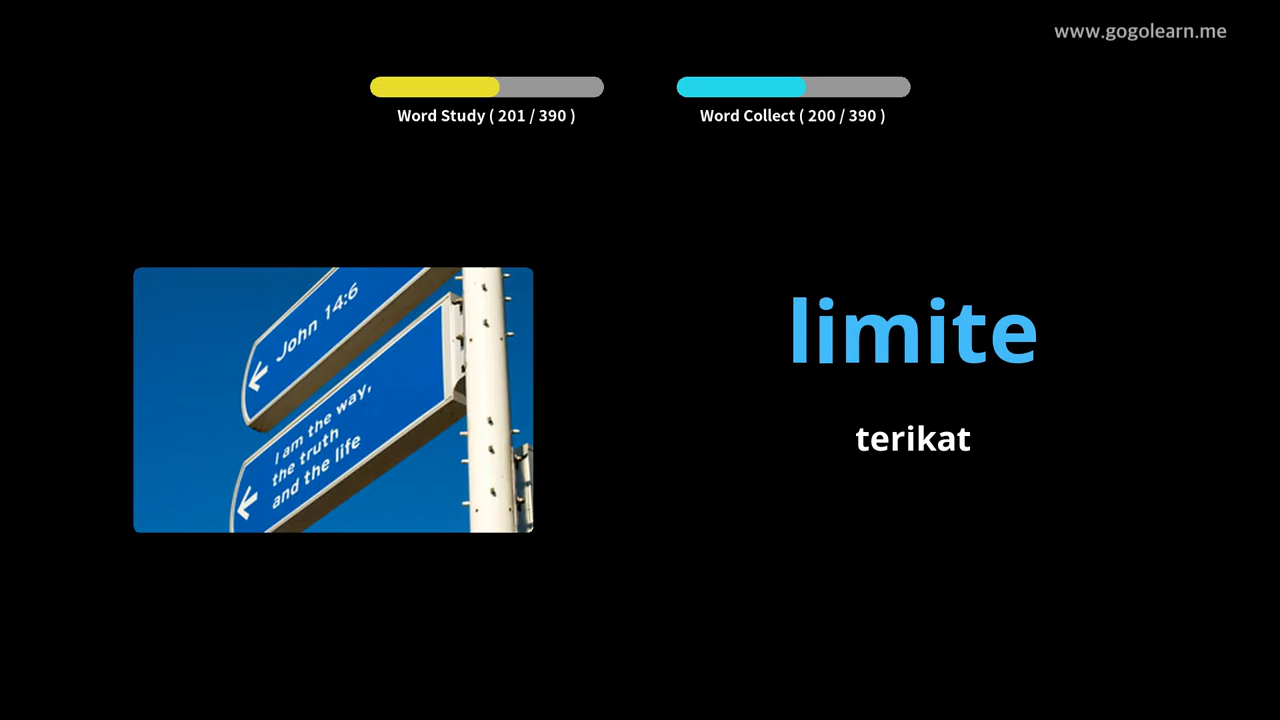 www.gogolearn.me
Word Study ( 201 / 390 )
Word Collect ( 200 / 390 )
John 14:6
I am the way,
the truth
and the life
limite
terikat